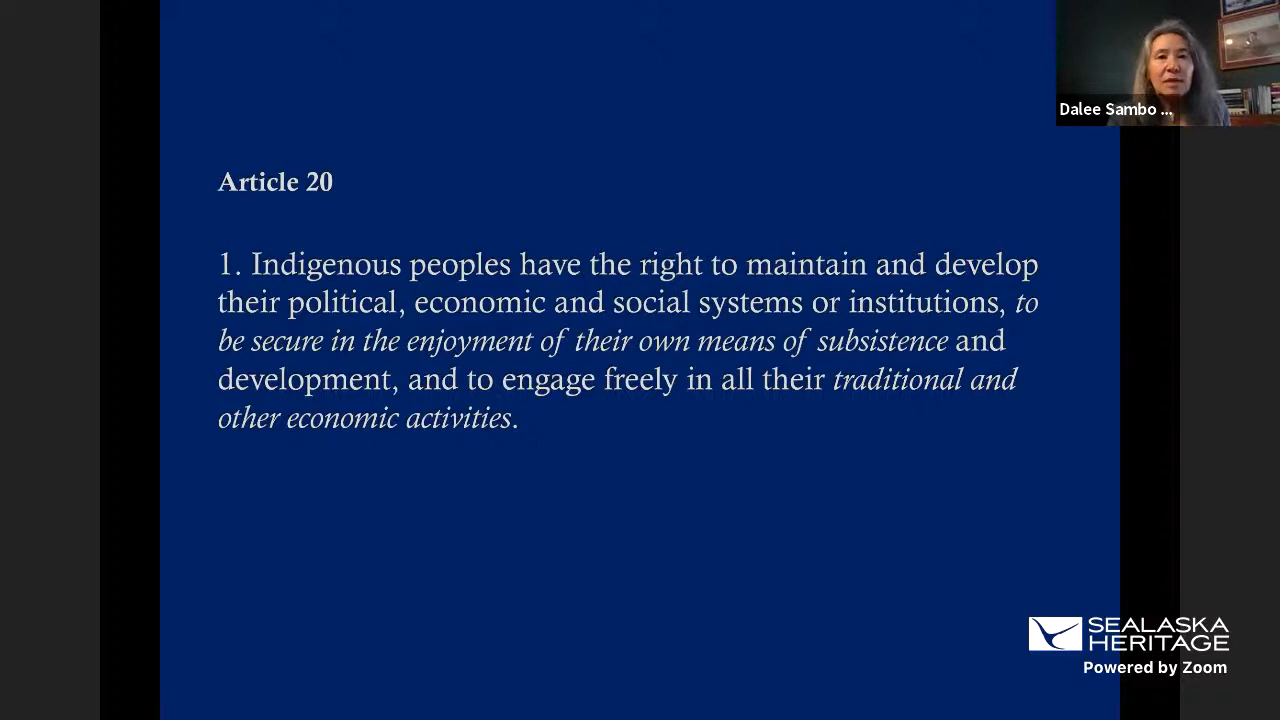 Dalee Sambo ...
Article 20
1. Indigenous peoples have the right to maintain and develop
their political, economic and social systems or institutions, to
be secure in the enjoyment of their own means of subsistence and
development, and to engage freely in all their traditional and
other economic activities.
SEALASKA
HERITAGE
Powered by Zoom